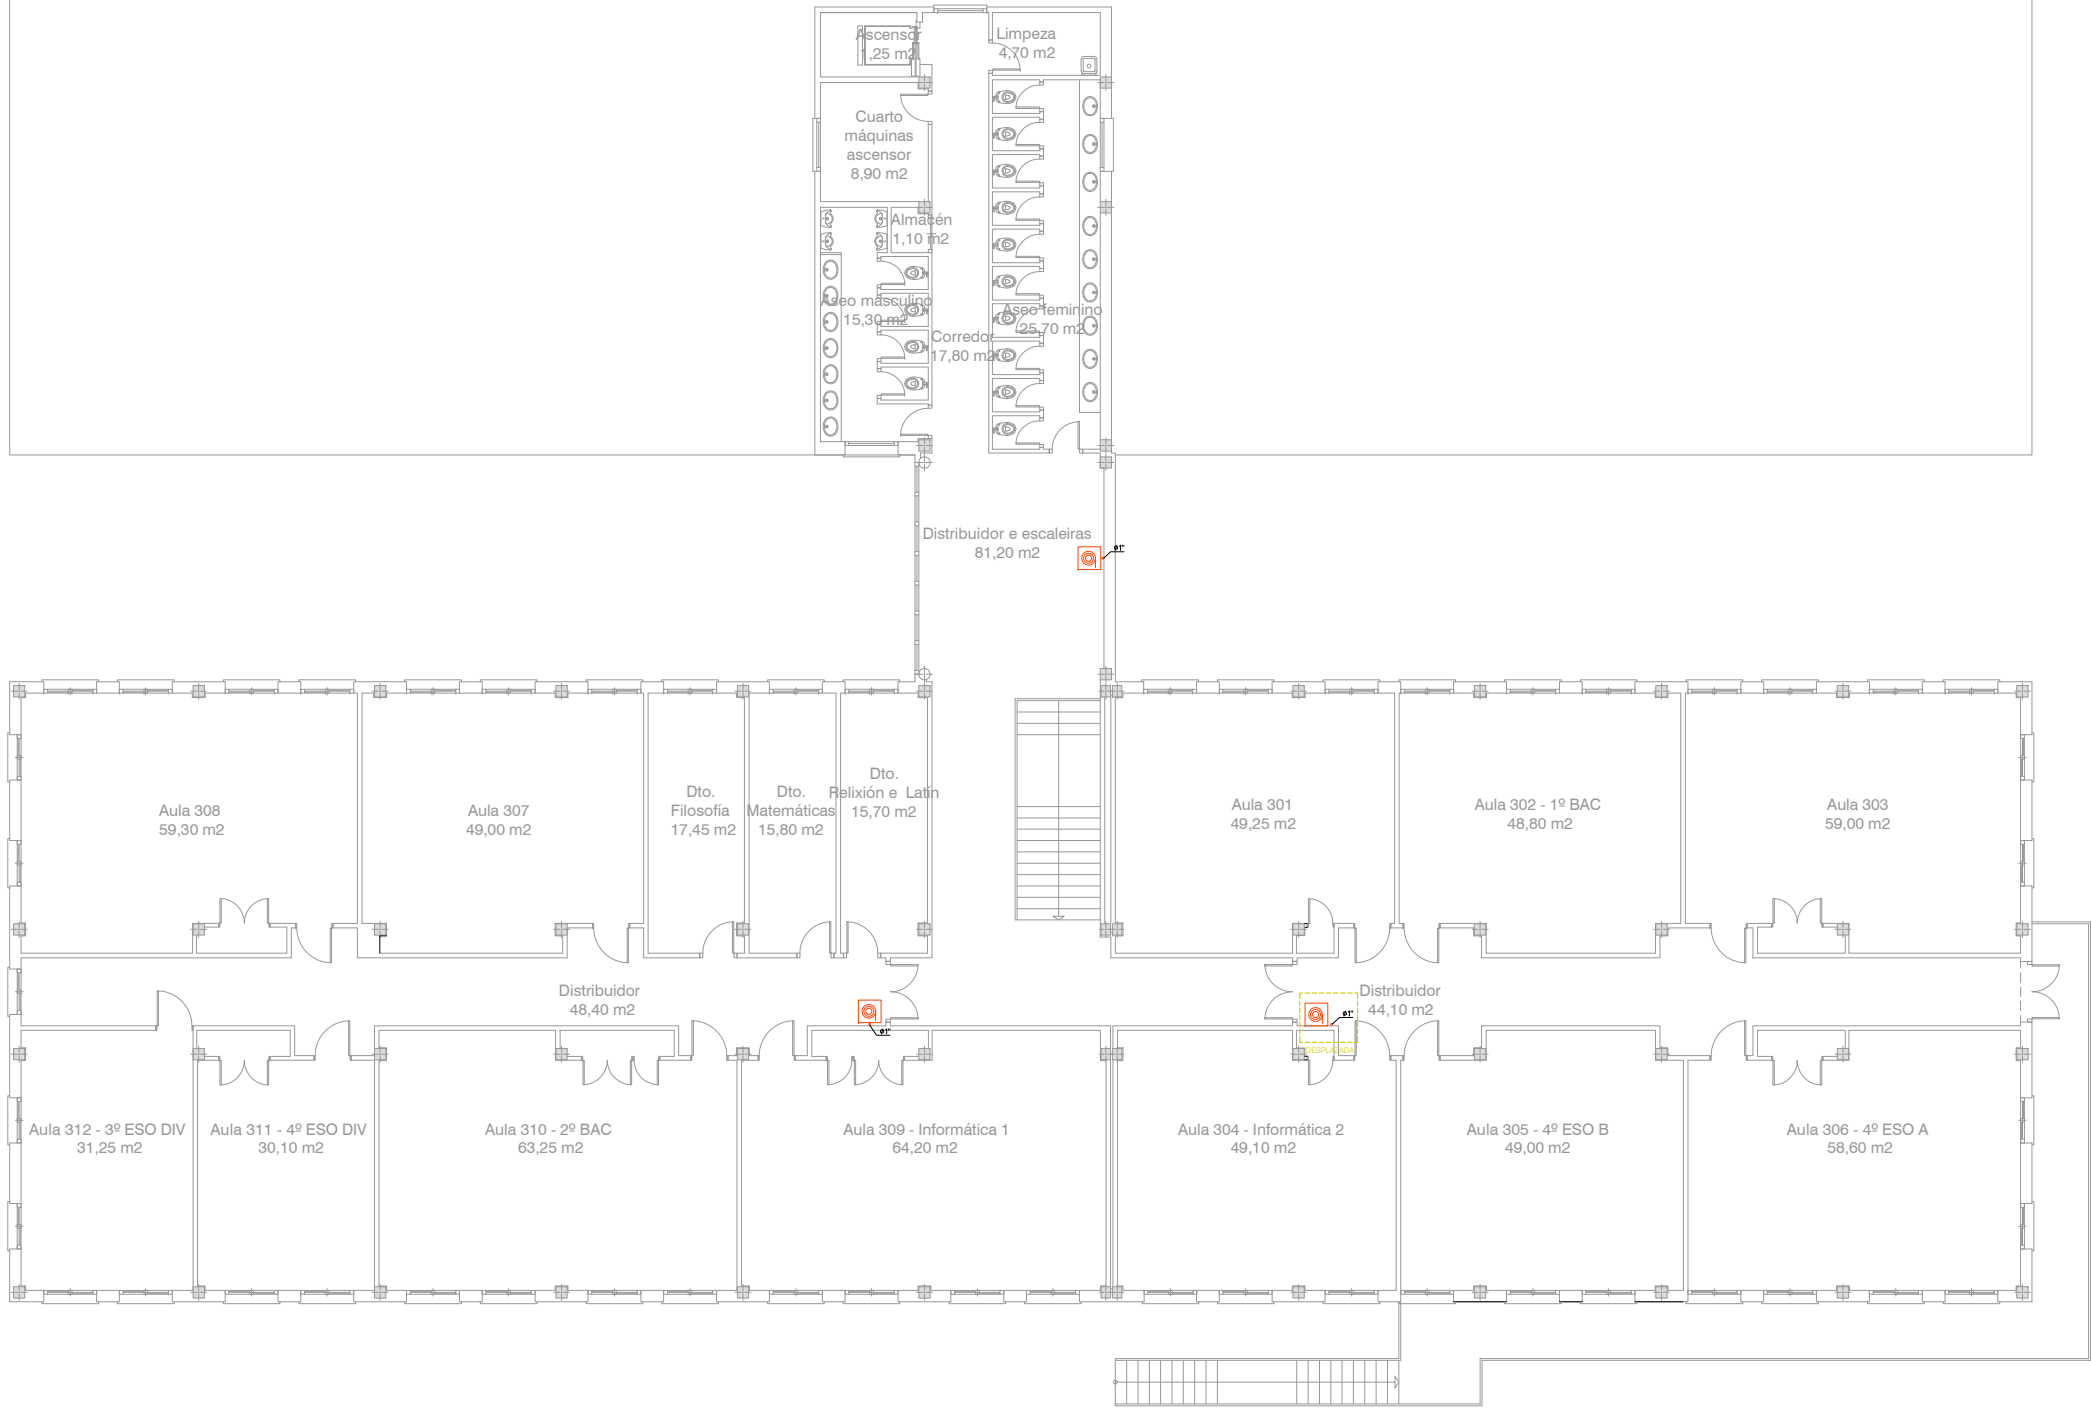 Ascensor
1,25 m2
Limpeza
4,70 m2
Cuarto
máquinas
ascensor
8,90 m2
Almacén
1,10 m2
Aseo masculino
15,30 m2
Corredor
17,80 m2
Aseo feminino
25,70 m2
Distribuidor e escaleiras
81,20 m2
ø1"
Aula 308
59,30 m2
Aula 307
49,00 m2
Dto.
Filosofía
17,45 m2
Dto.
Matemáticas
15,80 m2
Dto.
Relixión e Latín
15,70 m2
Aula 301
49,25 m2
Aula 302 - 1º BAC
48,80 m2
Aula 303
59,00 m2
Distribuidor
48,40 m2
ø1"
Distribuidor
44,10 m2
ø1"
DESPLAZADA
Aula 312 - 3º ESO DIV
31,25 m2
Aula 311 - 4º ESO DIV
30,10 m2
Aula 310 - 2º BAC
63,25 m2
Aula 309 - Informática 1
64,20 m2
Aula 304 - Informática 2
49,10 m2
Aula 305 - 4º ESO B
49,00 m2
Aula 306 - 4º ESO A
58,60 m2